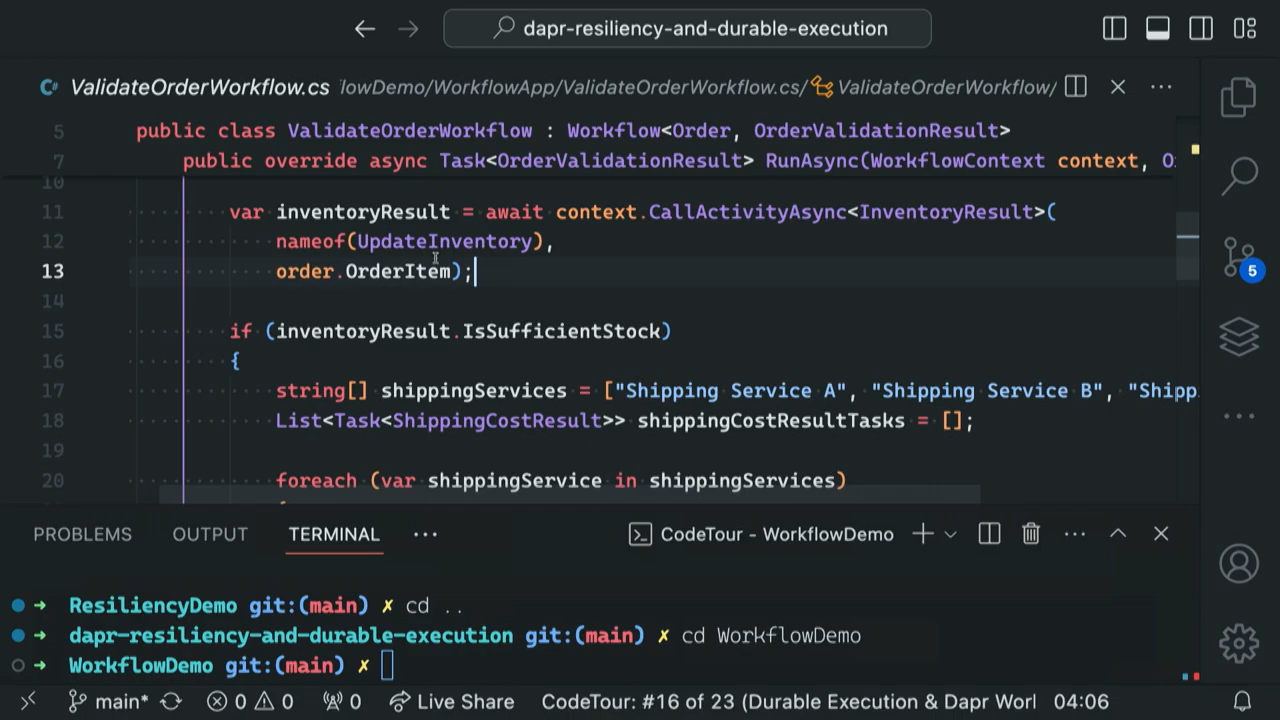 dapr-resiliency-and-durable-execution
ValidateOrderWorkflow.cs lowDemo/WorkflowApp/ValidateOrderWorkflow.cs/ ValidateOrderWorkflow/
5 public class ValidateOrderWorkflow : Workflow<Order, OrderValidationResult>
7 public override async Task<OrderValidationResult> RunAsync(WorkflowContext context, O
10
11 var inventoryResult = await context.CallActivityAsync<InventoryResult>(
12 nameof(UpdateInventory),
13 order.OrderItem);
14
15 if (inventoryResult.IsSufficientStock)
16 {
17 string[] shippingServices = ["Shipping Service A", "Shipping Service B", "Shipp
18 List<Task<ShippingCostResult>> shippingCostResultTasks = [];
19
20 foreach (var shippingService in shippingServices)
5
PROBLEMS OUTPUT TERMINAL ··· CodeTour - WorkflowDemo
ResiliencyDemo git:(main) ✗ cd ..
dapr-resiliency-and-durable-execution git:(main) ✗ cd WorkflowDemo
WorkflowDemo git:(main) ✗
main* 0 0 0 Live Share CodeTour: #16 of 23 (Durable Execution & Dapr Worl 04:06